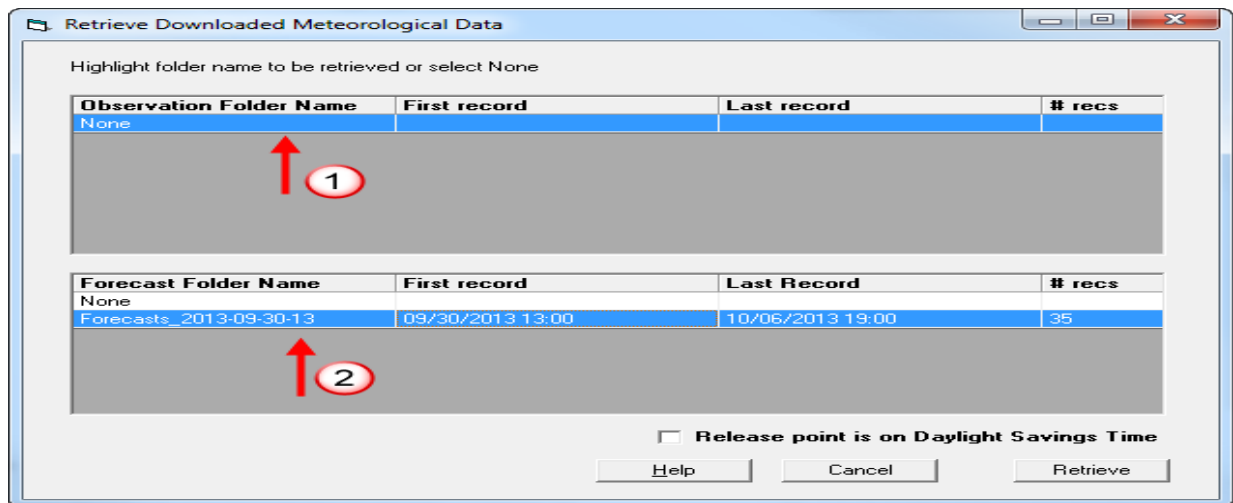 Retrieve Downloaded Meteorological Data
Highlight folder name to be retrieved or select None
Observation Folder Name First record Last record # recs
None
1
Forecast Folder Name First record Last Record # recs
None
Forecasts_2013-09-30-13 09/30/2013 13:00 10/06/2013 19:00 35
2
Release point is on Daylight Savings Time
Help Cancel Retrieve